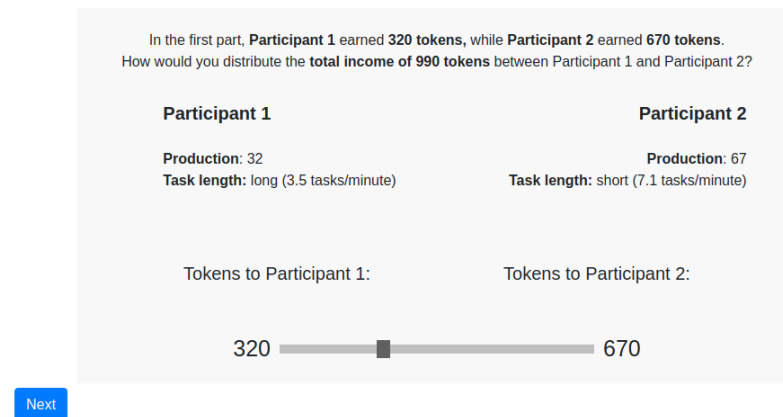 In the first part, Participant 1 earned 320 tokens, while Participant 2 earned 670 tokens.
How would you distribute the total income of 990 tokens between Participant 1 and Participant 2?
Participant 1
Participant 2
Production: 32
Production: 67
Task length: long (3.5 tasks/minute)
Task length: short (7.1 tasks/minute)
Tokens to Participant 1:
Tokens to Participant 2:
320
670
Next